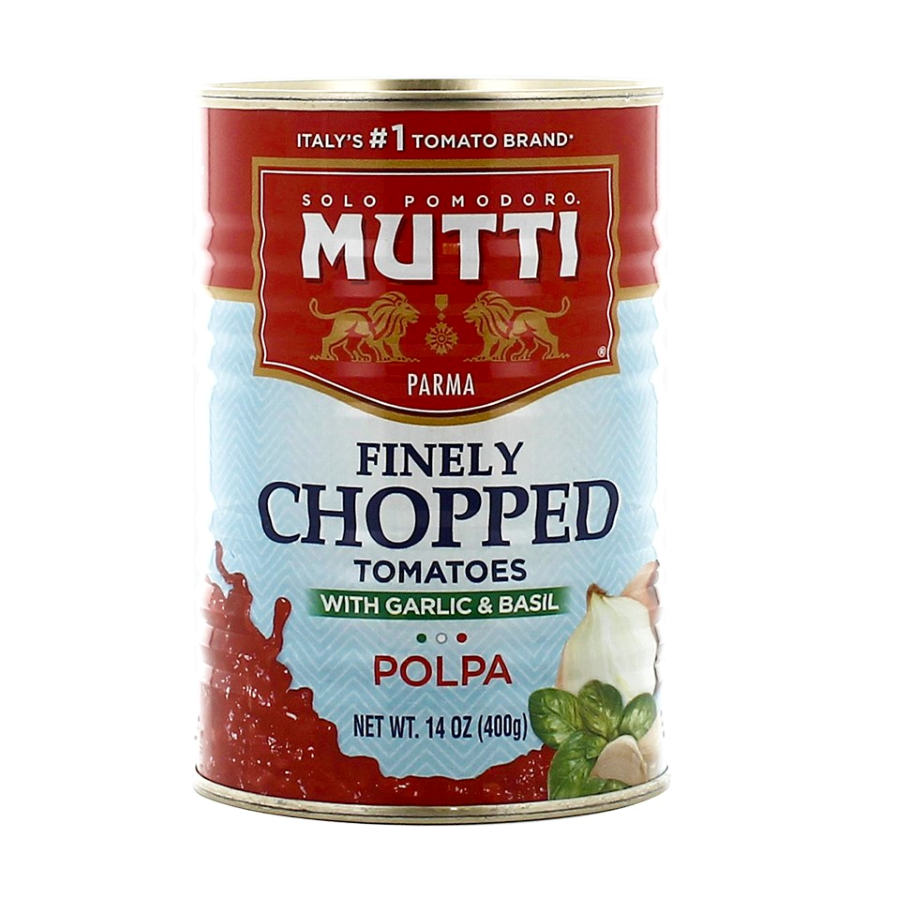 ITALY'S #1 TOMATO BRAND*
SOLO POMODORO.
MUTTI
®
PARMA
FINELY
CHOPPED
TOMATOES
WITH GARLIC & BASIL
POLPA
NET WT. 14 OZ (400g)